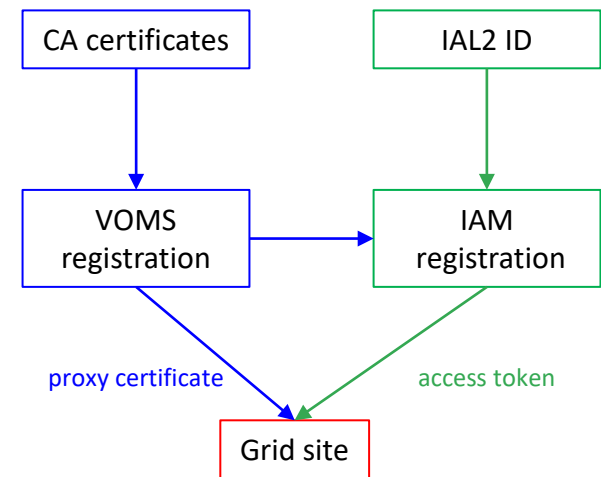 CA certificates
IAL2 ID
VOMS
registration
IAM
registration
proxy certificate
access token
Grid site